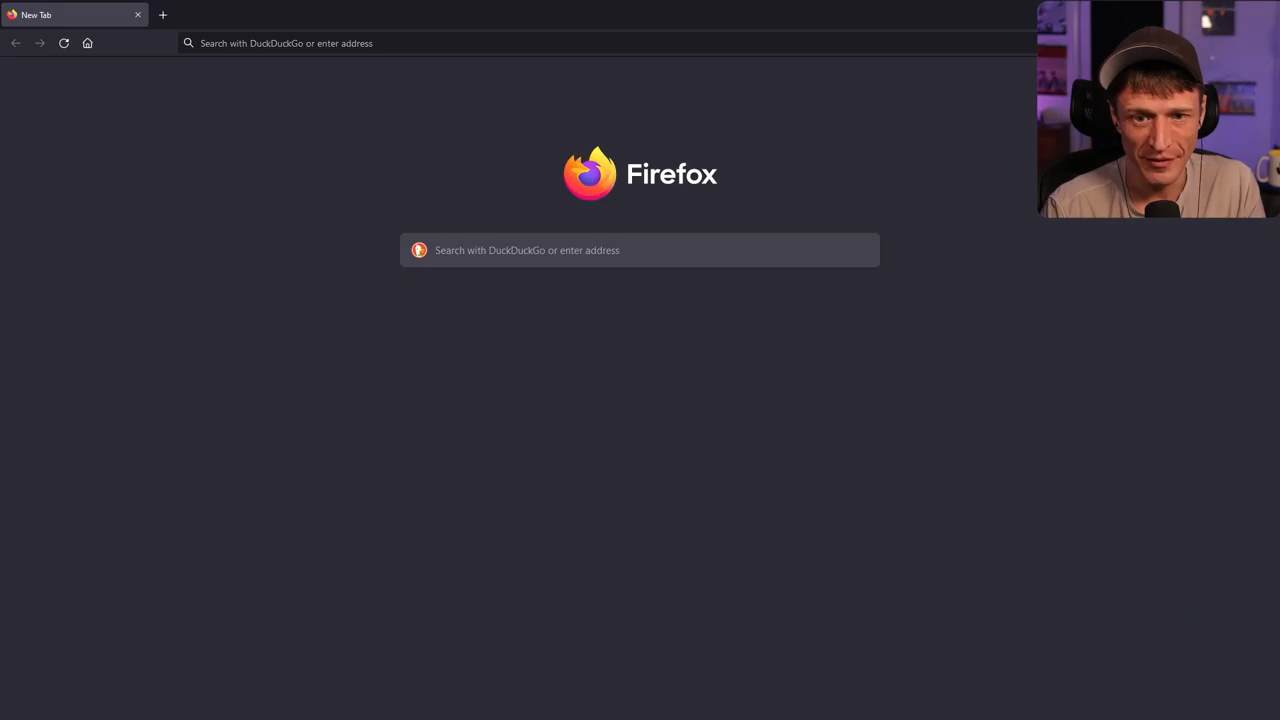 New Tab
Search with DuckDuckGo or enter address
Firefox
Search with DuckDuckGo or enter address